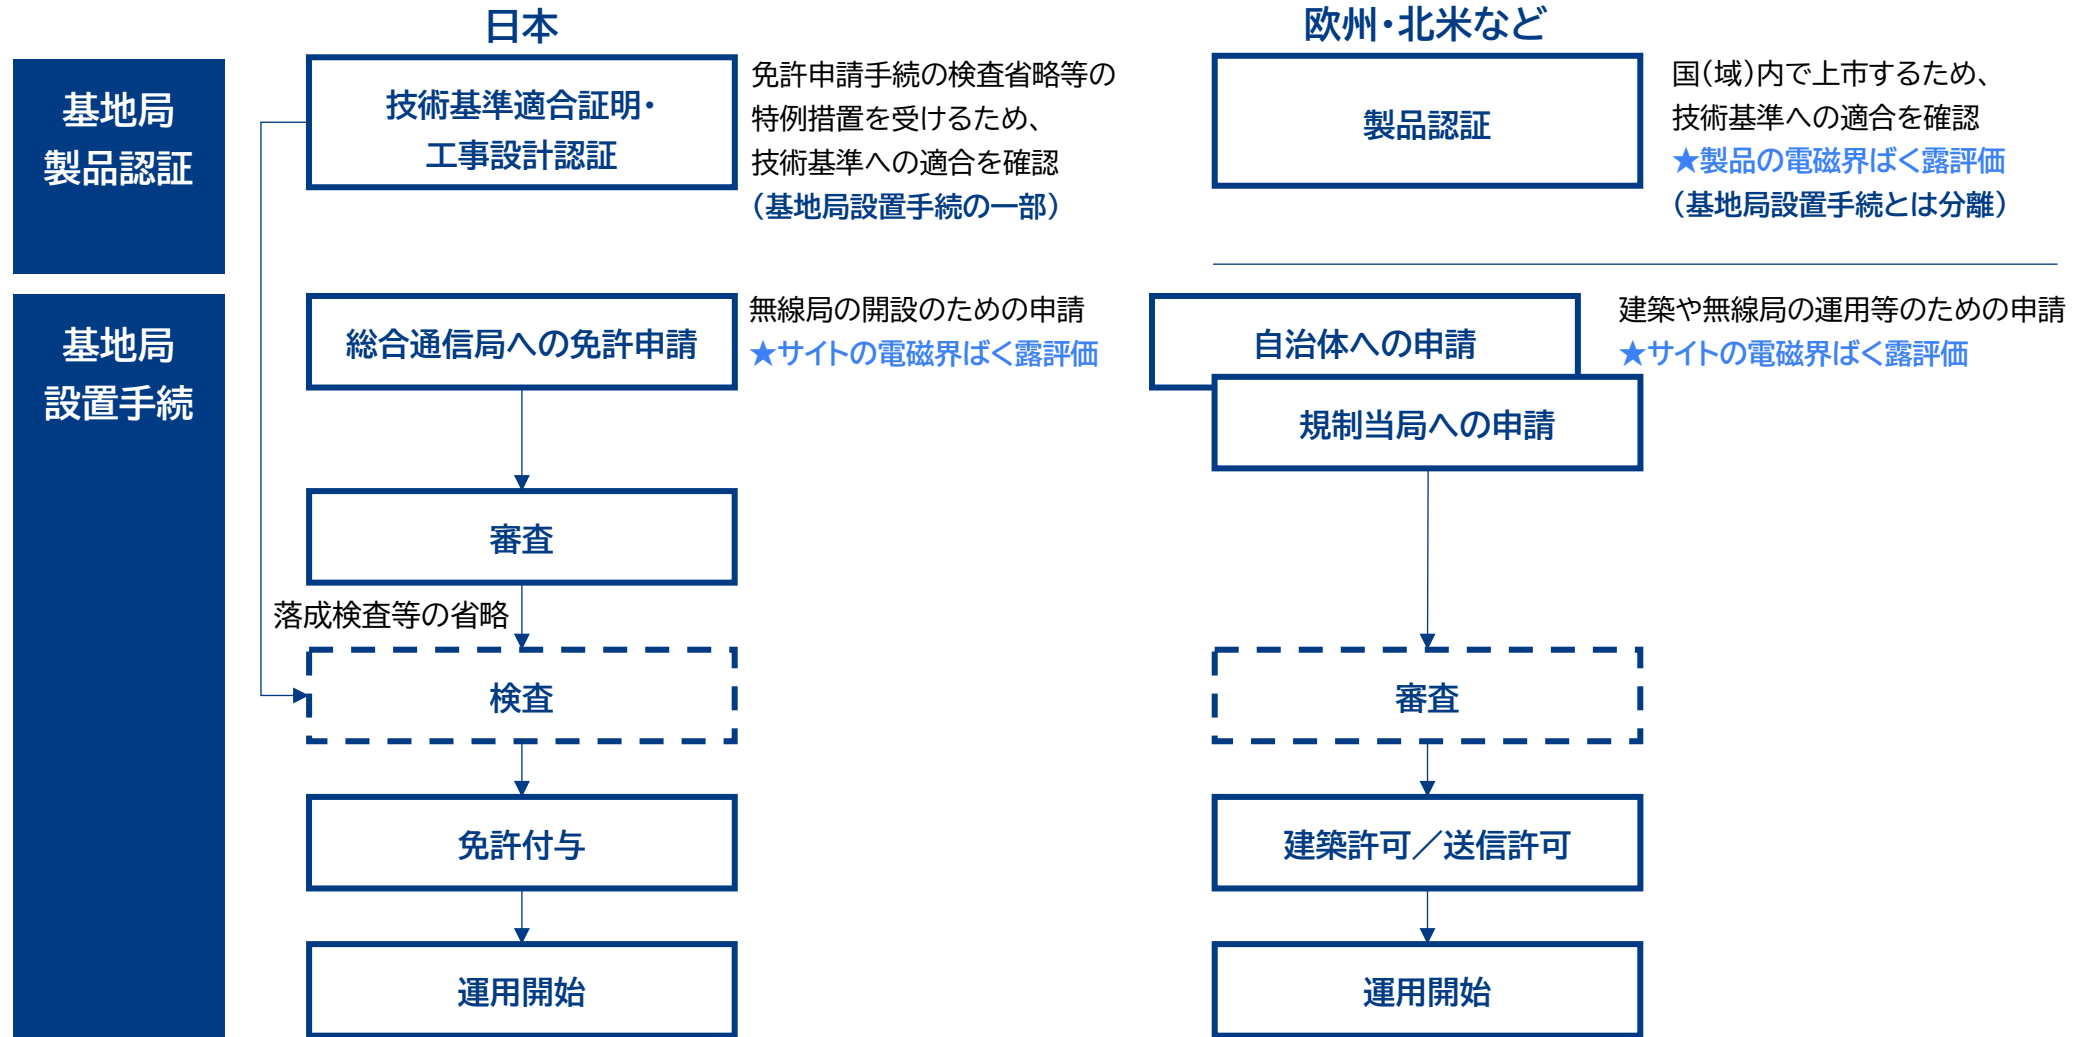 日本
欧州・北米など
基地局
製品認証
技術基準適合証明・
工事設計認証
免許申請手続の検査省略等の
特例措置を受けるため、
技術基準への適合を確認
（基地局設置手続の一部）
製品認証
国（域）内で上市するため、
技術基準への適合を確認
★製品の電磁界ばく露評価
（基地局設置手続とは分離）
基地局
設置手続
総合通信局への免許申請
無線局の開設のための申請
★サイトの電磁界ばく露評価
審査
落成検査等の省略
検査
免許付与
運用開始
自治体への申請
規制当局への申請
建築や無線局の運用等のための申請
★サイトの電磁界ばく露評価
審査
建築許可／送信許可
運用開始